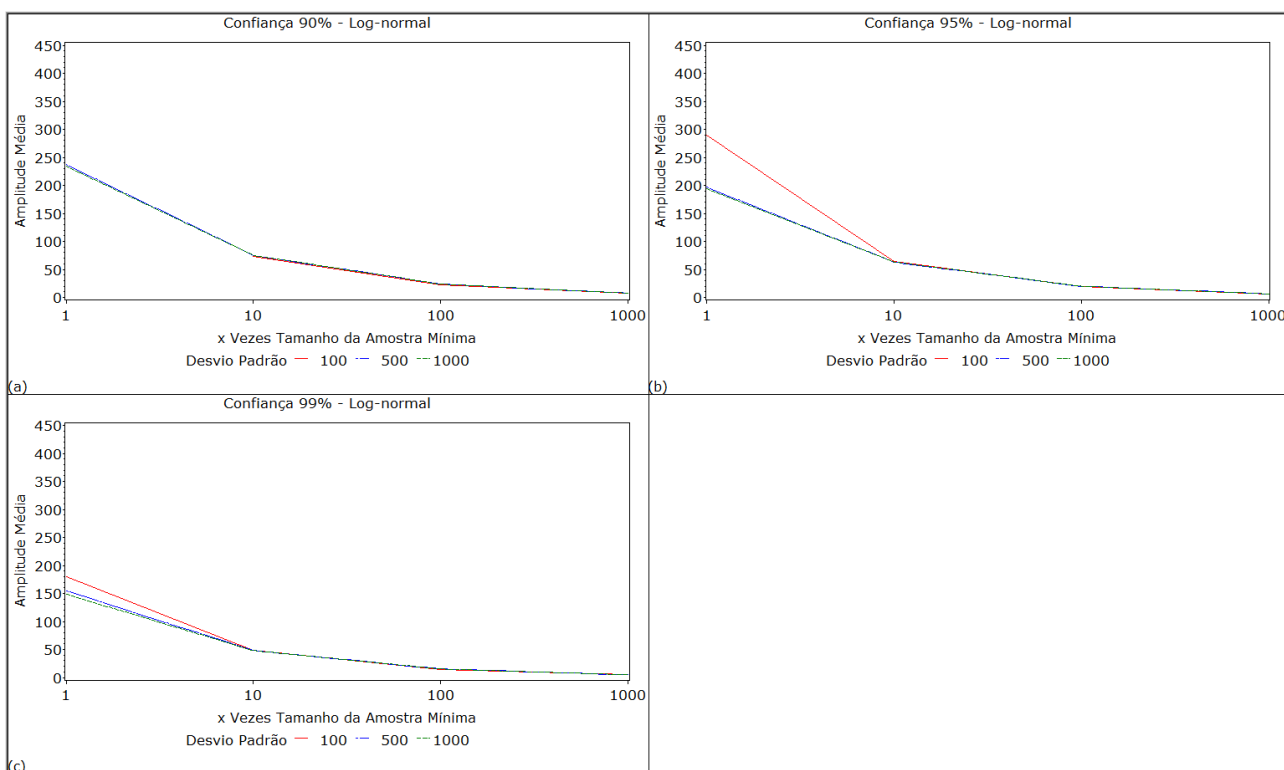 Confiança 90% - Log-normal
Amplitude Média
450
400
350
300
250
200
150
100
50
0
1 10 100 1000
x Vezes Tamanho da Amostra Mínima
Desvio Padrão 100 500 1000
(a)
Confiança 95% - Log-normal
Amplitude Média
450
400
350
300
250
200
150
100
50
0
1 10 100 1000
x Vezes Tamanho da Amostra Mínima
Desvio Padrão 100 500 1000
(b)
Confiança 99% - Log-normal
Amplitude Média
450
400
350
300
250
200
150
100
50
0
1 10 100 1000
x Vezes Tamanho da Amostra Mínima
Desvio Padrão 100 500 1000
(c)